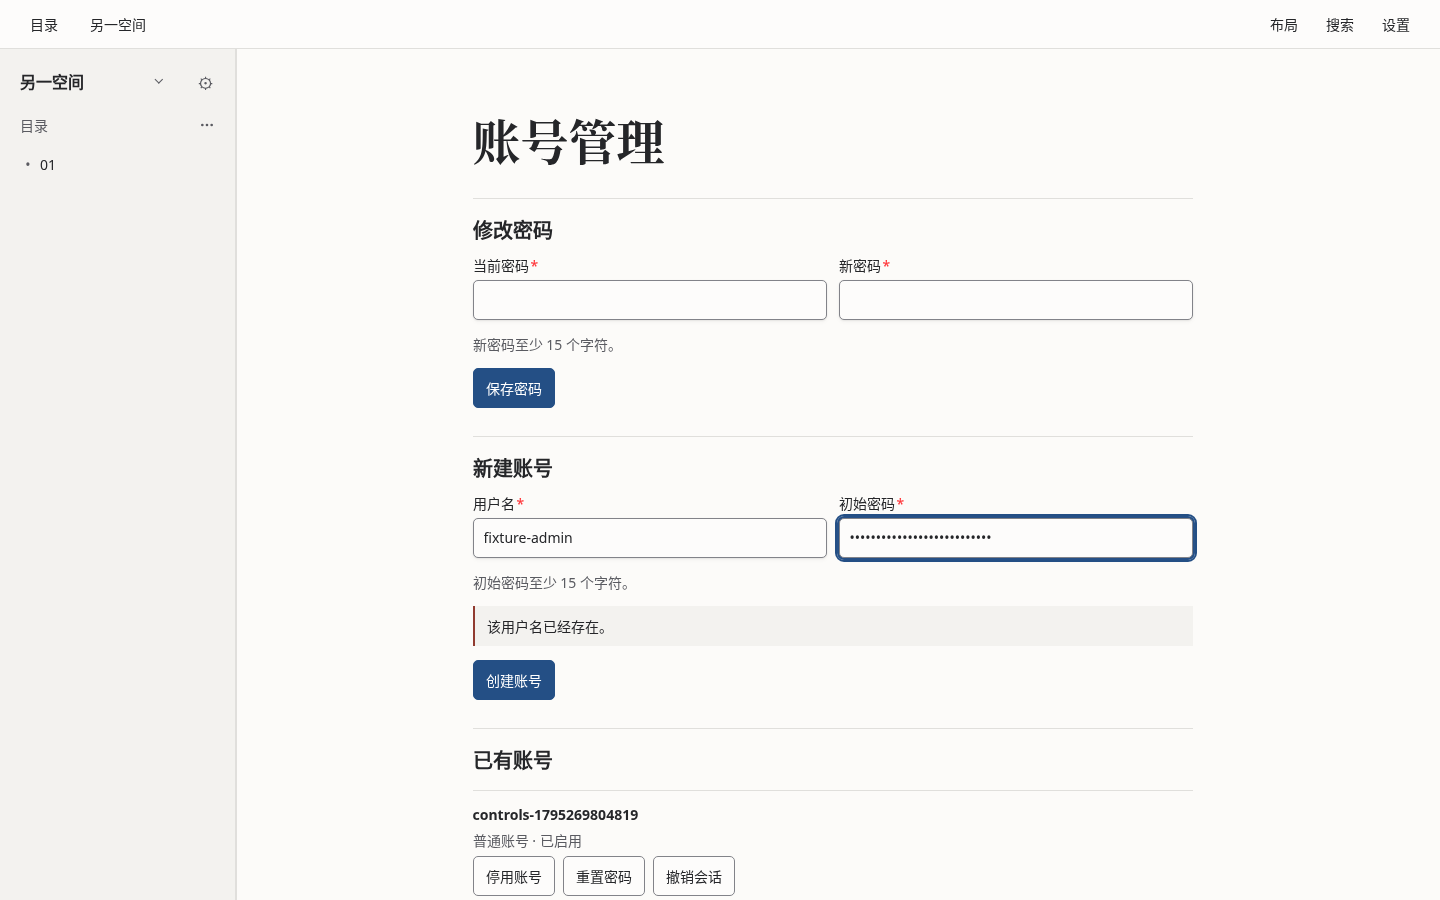 目录 另一空间 布局 搜索 设置
另一空间
目录
01
账号管理
修改密码
当前密码* 新密码*
新密码至少 15 个字符。
保存密码
新建账号
用户名* 初始密码*
fixture-admin •••••••••••••••••••••••••••
初始密码至少 15 个字符。
该用户名已经存在。
创建账号
已有账号
controls-1795269804819
普通账号 · 已启用
停用账号 重置密码 撤销会话